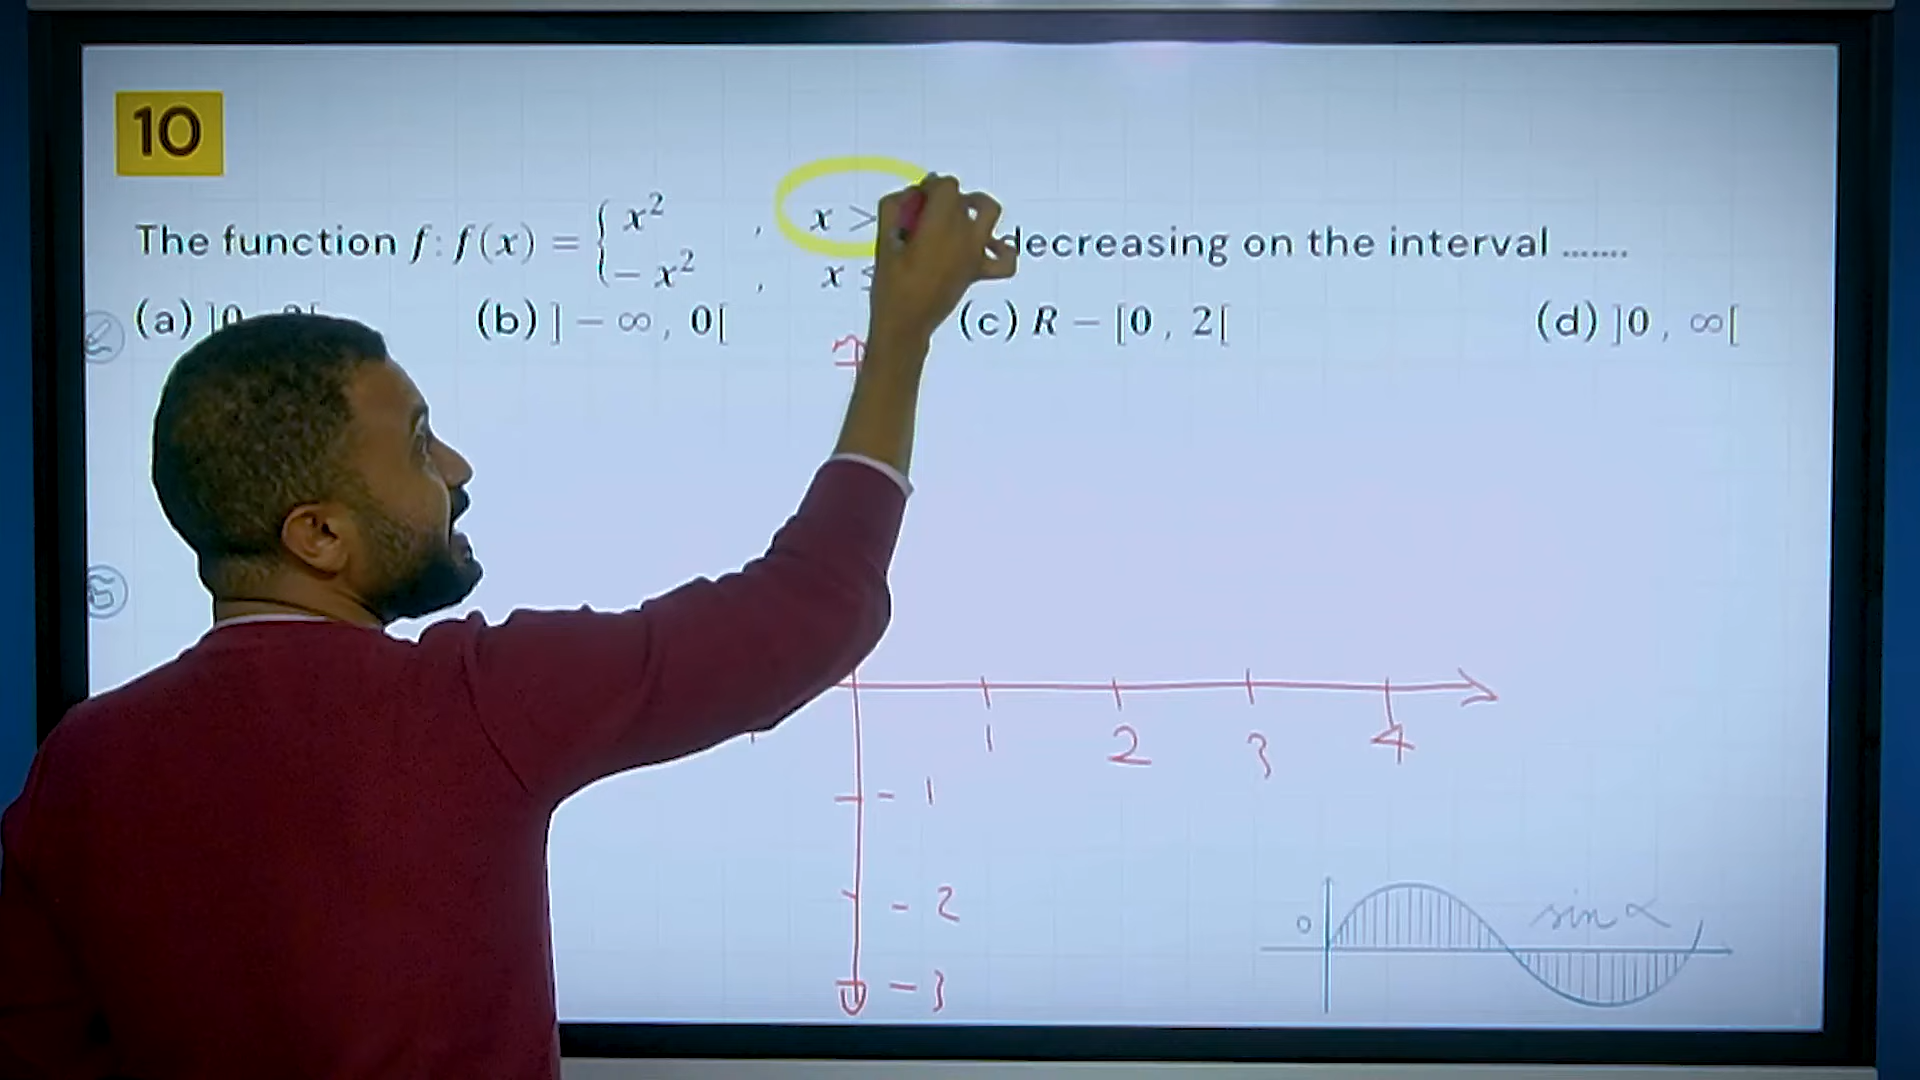 10
The function f : f(x) = { x² , x >
− x² , x ≤
decreasing on the interval .......
(a) ]0 (b) ] − ∞ , 0[ (c) R − [0 , 2[ (d) ]0 , ∞[
1 2 3 4
- 1
- 2
- 3
0 sin α